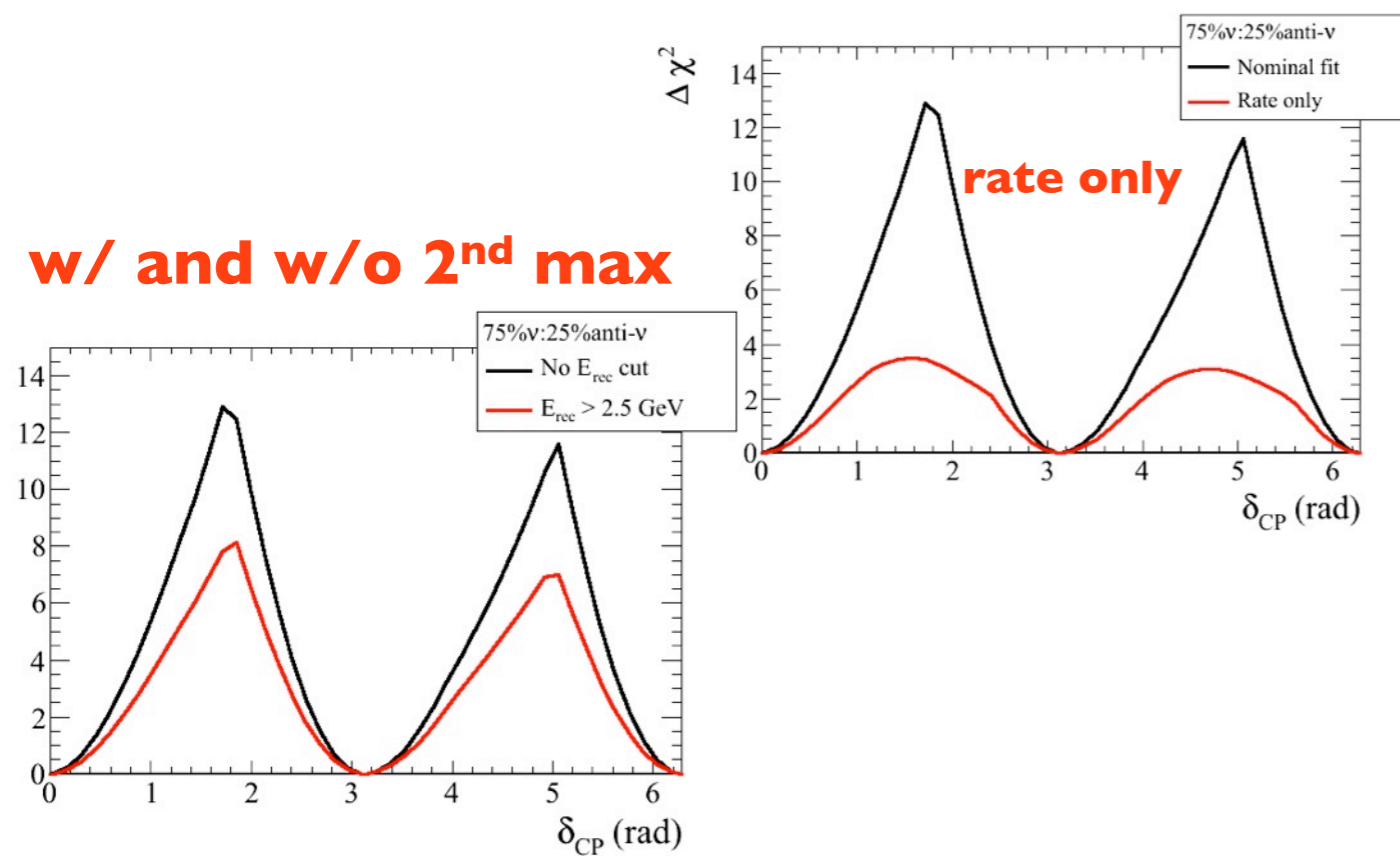 w/ and w/o 2nd max
75%ν:25%anti-ν
No Erec cut
Erec > 2.5 GeV
14
12
10
8
6
4
2
0
0 1 2 3 4 5 6
δCP (rad)
75%ν:25%anti-ν
Nominal fit
Rate only
rate only
Δ χ2
14
12
10
8
6
4
2
0
0 1 2 3 4 5 6
δCP (rad)